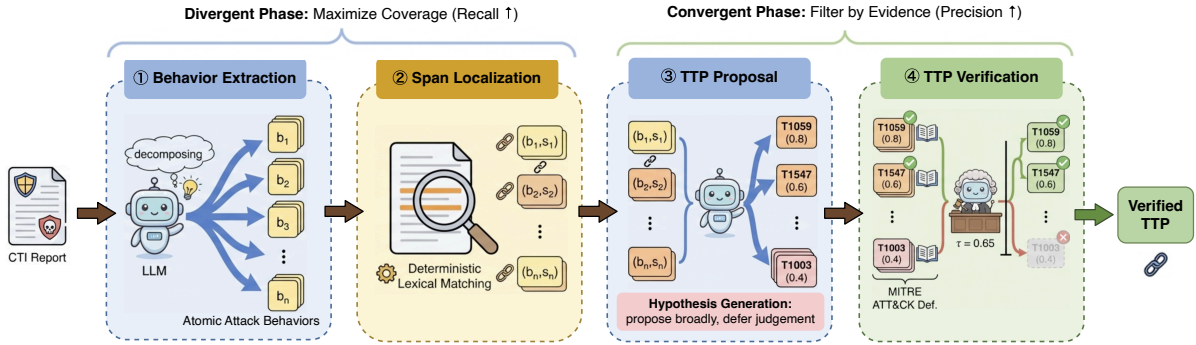 Divergent Phase: Maximize Coverage (Recall ↑)
Convergent Phase: Filter by Evidence (Precision ↑)
① Behavior Extraction
② Span Localization
③ TTP Proposal
④ TTP Verification
CTI Report
decomposing
LLM
b₁
b₂
b₃
⋮
bₙ
Atomic Attack Behaviors
(b₁,s₁)
(b₂,s₂)
⋮
(bₙ,sₙ)
Deterministic
Lexical Matching
(b₁,s₁)
(b₂,s₂)
⋮
(bₙ,sₙ)
T1059
(0.8)
T1547
(0.6)
⋮
T1003
(0.4)
Hypothesis Generation:
propose broadly, defer judgement
T1059
(0.8)
T1547
(0.6)
⋮
T1003
(0.4)
MITRE
ATT&CK Def.
τ = 0.65
T1059
(0.8)
T1547
(0.6)
T1003
(0.4)
Verified
TTP